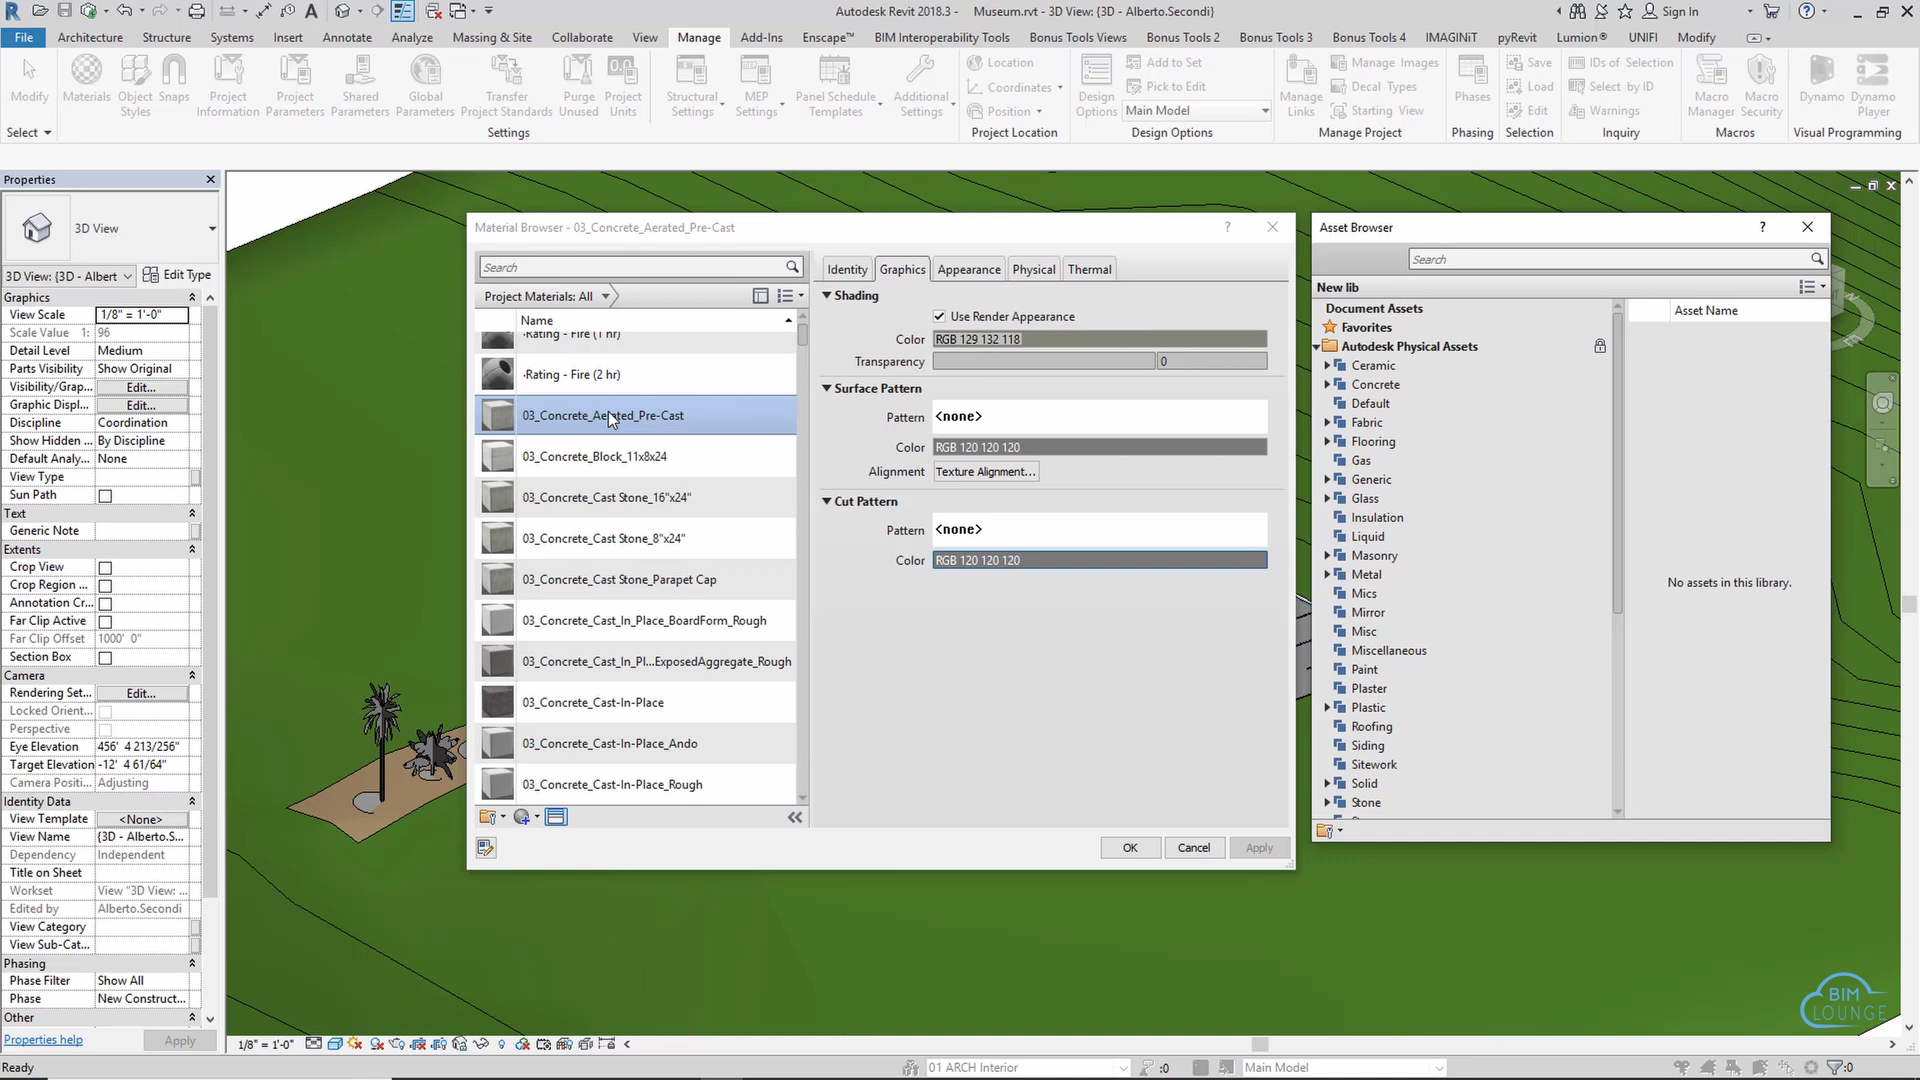 Autodesk Revit 2018.3 - Museum.rvt - 3D View: {3D - Alberto.Secondi}
Sign In
File Architecture Structure Systems Insert Annotate Analyze Massing & Site Collaborate View Manage Add-Ins Enscape™ BIM Interoperability Tools Bonus Tools Views Bonus Tools 2 Bonus Tools 3 Bonus Tools 4 IMAGINiT pyRevit Lumion® UNIFI Modify
Modify
Materials
Object Styles
Snaps
Project Information
Project Parameters
Shared Parameters
Global Parameters
Transfer Project Standards
Purge Unused
Project Units
Structural Settings
MEP Settings
Panel Schedule Templates
Additional Settings
Location
Coordinates
Position
Design Options
Add to Set
Pick to Edit
Main Model
Manage Links
Manage Images
Decal Types
Starting View
Phases
Save
Load
Edit
IDs of Selection
Select by ID
Warnings
Macro Manager
Macro Security
Dynamo
Dynamo Player
Select Settings Project Location Design Options Manage Project Phasing Selection Inquiry Macros Visual Programming
Properties
3D View
3D View: {3D - Albert Edit Type
Graphics
View Scale 1/8" = 1'-0"
Scale Value 1: 96
Detail Level Medium
Parts Visibility Show Original
Visibility/Grap... Edit...
Graphic Displ... Edit...
Discipline Coordination
Show Hidden ... By Discipline
Default Analy... None
View Type
Sun Path
Text
Generic Note
Extents
Crop View
Crop Region ...
Annotation Cr...
Far Clip Active
Far Clip Offset 1000' 0"
Section Box
Camera
Rendering Set... Edit...
Locked Orient...
Perspective
Eye Elevation 456' 4 213/256"
Target Elevation -12' 4 61/64"
Camera Positi... Adjusting
Identity Data
View Template <None>
View Name {3D - Alberto.S...
Dependency Independent
Title on Sheet
Workset View "3D View: ...
Edited by Alberto.Secondi
View Category
View Sub-Cat...
Phasing
Phase Filter Show All
Phase New Construct...
Other
Properties help Apply
Material Browser - 03_Concrete_Aerated_Pre-Cast ?
Search
Project Materials: All
Name
·Rating - Fire (1 hr)
·Rating - Fire (2 hr)
03_Concrete_Aerated_Pre-Cast
03_Concrete_Block_11x8x24
03_Concrete_Cast Stone_16"x24"
03_Concrete_Cast Stone_8"x24"
03_Concrete_Cast Stone_Parapet Cap
03_Concrete_Cast_In_Place_BoardForm_Rough
03_Concrete_Cast_In_Pl...ExposedAggregate_Rough
03_Concrete_Cast-In-Place
03_Concrete_Cast-In-Place_Ando
03_Concrete_Cast-In-Place_Rough
Identity Graphics Appearance Physical Thermal
Shading
Use Render Appearance
Color RGB 129 132 118
Transparency 0
Surface Pattern
Pattern <none>
Color RGB 120 120 120
Alignment Texture Alignment...
Cut Pattern
Pattern <none>
Color RGB 120 120 120
OK Cancel Apply
Asset Browser ?
Search
New lib
Document Assets
Favorites
Autodesk Physical Assets
Ceramic
Concrete
Default
Fabric
Flooring
Gas
Generic
Glass
Insulation
Liquid
Masonry
Metal
Mics
Mirror
Misc
Miscellaneous
Paint
Plaster
Plastic
Roofing
Siding
Sitework
Solid
Stone
Asset Name
No assets in this library.
BIM
LOUNGE
1/8" = 1'-0"
Ready 01 ARCH Interior :0 Main Model :0